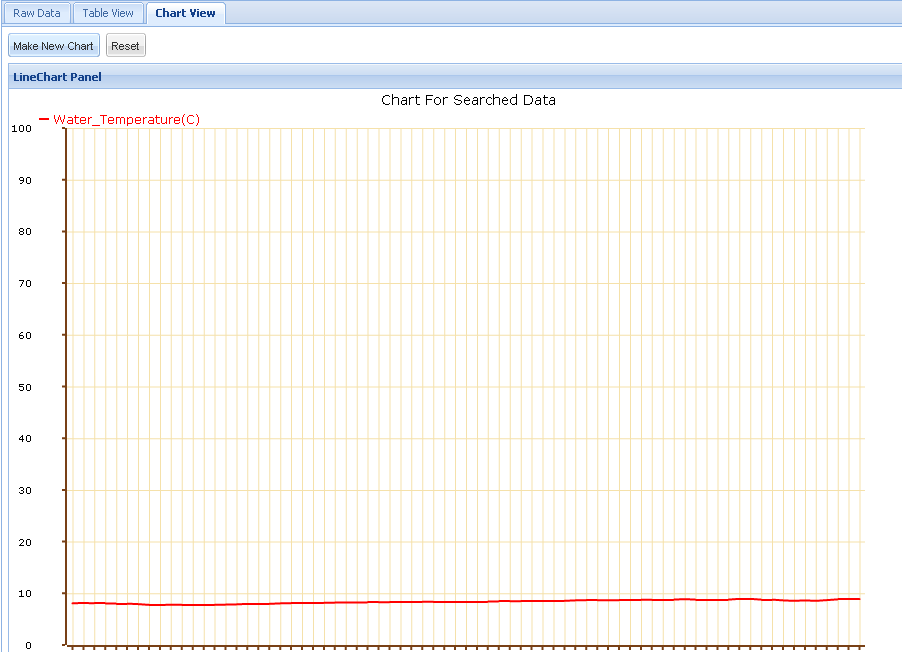 Raw Data Table View Chart View
Make New Chart Reset
LineChart Panel
Chart For Searched Data
Water_Temperature(C)
100
90
80
70
60
50
40
30
20
10
0